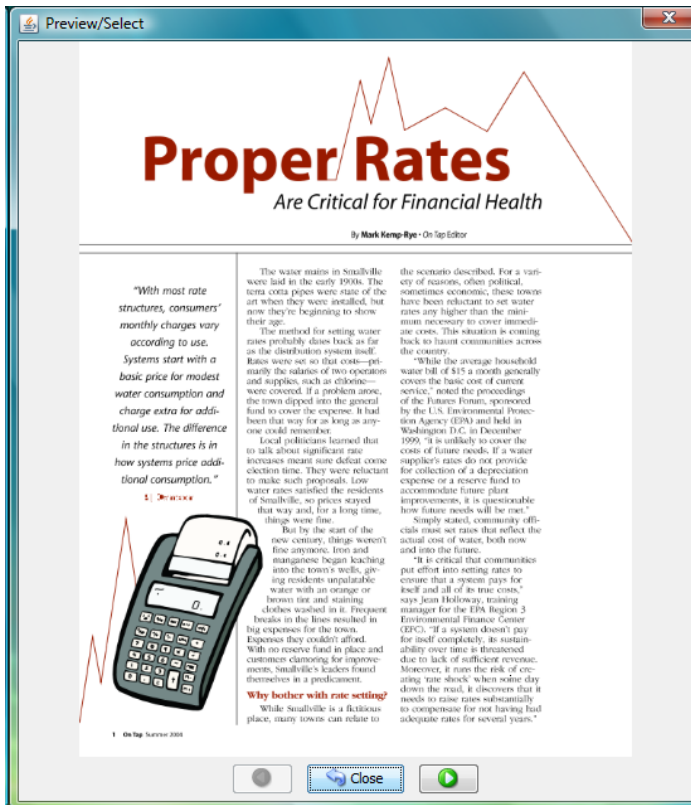 Preview/Select
Proper Rates
Are Critical for Financial Health
By Mark Kemp-Rye • On Tap Editor
"With most rate
structures, consumers'
monthly charges vary
according to use.
Systems start with a
basic price for modest
water consumption and
charge extra for addi-
tional use. The difference
in the structures is in
how systems price addi-
tional consumption."
The water mains in Smallville
were laid in the early 1900s. The
terra cotta pipes were state of the
art when they were installed, but
now they're beginning to show
their age.
The method for setting water
rates probably dates back as far
as the distribution system itself.
Rates were set so that costs—pri-
marily the salaries of two operators
and supplies, such as chlorine—
were covered. If a problem arose,
the town dipped into the general
fund to cover the expense. It had
been that way for as long as any-
one could remember.
Local politicians learned that
to talk about significant rate
increases meant sure defeat come
election time. They were reluctant
to make such proposals. Low
water rates satisfied the residents
of Smallville, so prices stayed
that way and, for a long time,
things were fine.
But by the start of the
new century, things weren't
fine anymore. Iron and
manganese began leaching
into the town's wells, giv-
ing residents unpalatable
water with an orange or
brown tint and staining
clothes washed in it. Frequent
breaks in the lines resulted in
big expenses for the town.
Expenses they couldn't afford.
With no reserve fund in place and
customers clamoring for improve-
ments, Smallville's leaders found
themselves in a predicament.
Why bother with rate setting?
While Smallville is a fictitious
place, many towns can relate to
the scenario described. For a vari-
ety of reasons, often political,
sometimes economic, these towns
have been reluctant to set water
rates any higher than the mini-
mum necessary to cover immedi-
ate costs. This situation is coming
back to haunt communities across
the country.
"While the average household
water bill of $15 a month generally
covers the basic cost of current
service," noted the proceedings
of the Futures Forum, sponsored
by the U.S. Environmental Protec-
tion Agency (EPA) and held in
Washington D.C. in December
1999, "it is unlikely to cover the
costs of future needs. If a water
supplier's rates do not provide
for collection of a depreciation
expense or a reserve fund to
accommodate future plant
improvements, it is questionable
how future needs will be met."
Simply stated, community offi-
cials must set rates that reflect the
actual cost of water, both now
and into the future.
"It is critical that communities
put effort into setting rates to
ensure that a system pays for
itself and all of its true costs,"
says Jean Holloway, training
manager for the EPA Region 3
Environmental Finance Center
(EFC). "If a system doesn't pay
for itself completely, its sustain-
ability over time is threatened
due to lack of sufficient revenue.
Moreover, it runs the risk of cre-
ating 'rate shock' when some day
down the road, it discovers that it
needs to raise rates substantially
to compensate for not having had
adequate rates for several years."
1 On Tap Summer 2004
Close